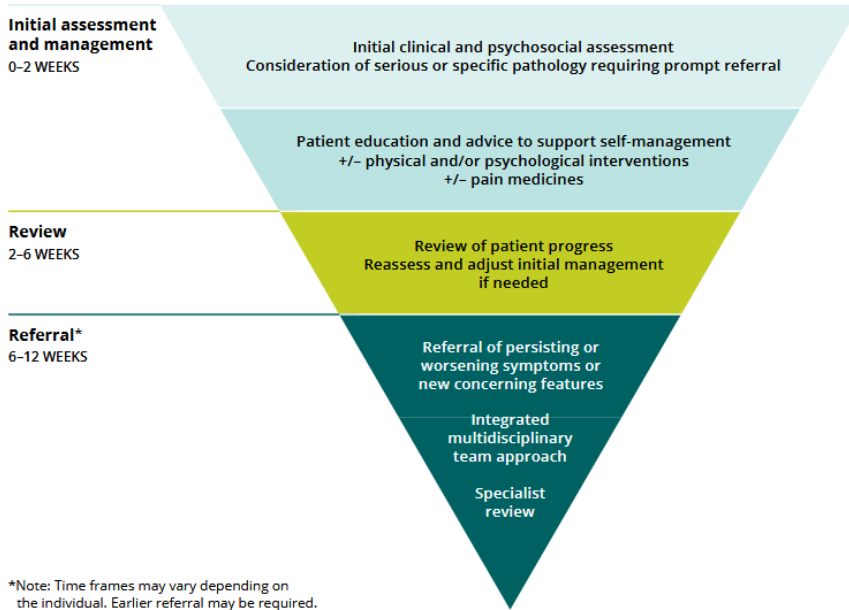 Initial assessment
and management
0–2 WEEKS
Initial clinical and psychosocial assessment
Consideration of serious or specific pathology requiring prompt referral
Patient education and advice to support self-management
+/– physical and/or psychological interventions
+/– pain medicines
Review
2–6 WEEKS
Review of patient progress
Reassess and adjust initial management
if needed
Referral*
6–12 WEEKS
Referral of persisting or
worsening symptoms or
new concerning features
Integrated
multidisciplinary
team approach
Specialist
review
*Note: Time frames may vary depending on
the individual. Earlier referral may be required.